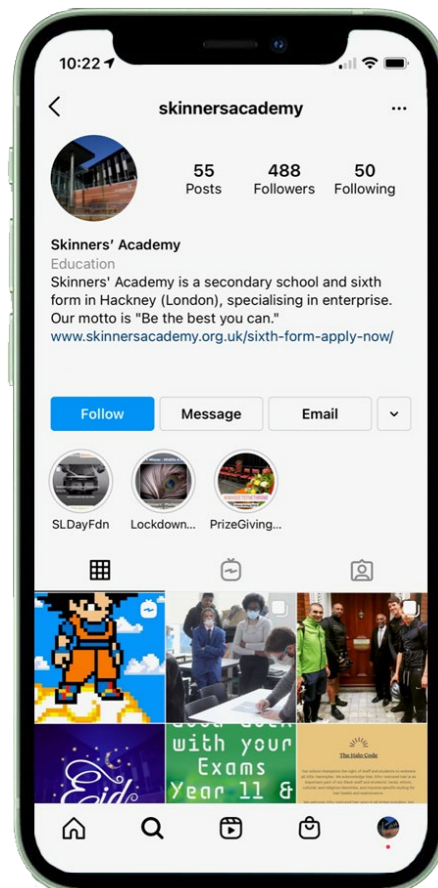 10:22
skinnersacademy
55 488 50
Posts Followers Following
Skinners' Academy
Education
Skinners' Academy is a secondary school and sixth
form in Hackney (London), specialising in enterprise.
Our motto is "Be the best you can."
www.skinnersacademy.org.uk/sixth-form-apply-now/
Follow Message Email
SLDayFdn Lockdown... PrizeGiving...
with your
Exams
Year 11 &
Eid
The Halo Code